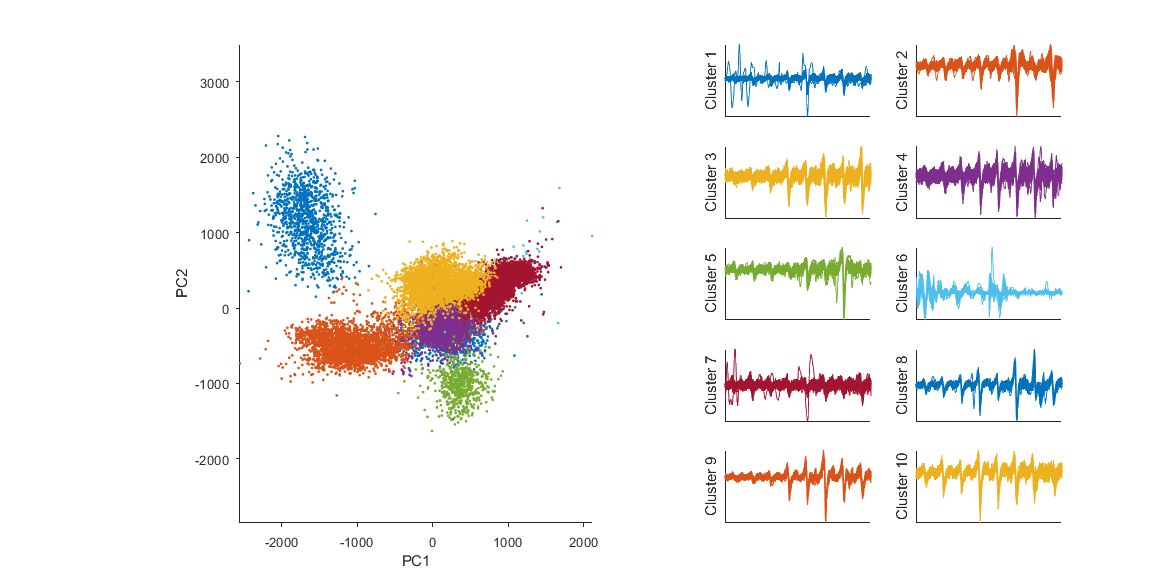 3000
2000
1000
0
-1000
-2000
PC2
-2000 -1000 0 1000 2000
PC1
Cluster 1
Cluster 2
Cluster 3
Cluster 4
Cluster 5
Cluster 6
Cluster 7
Cluster 8
Cluster 9
Cluster 10